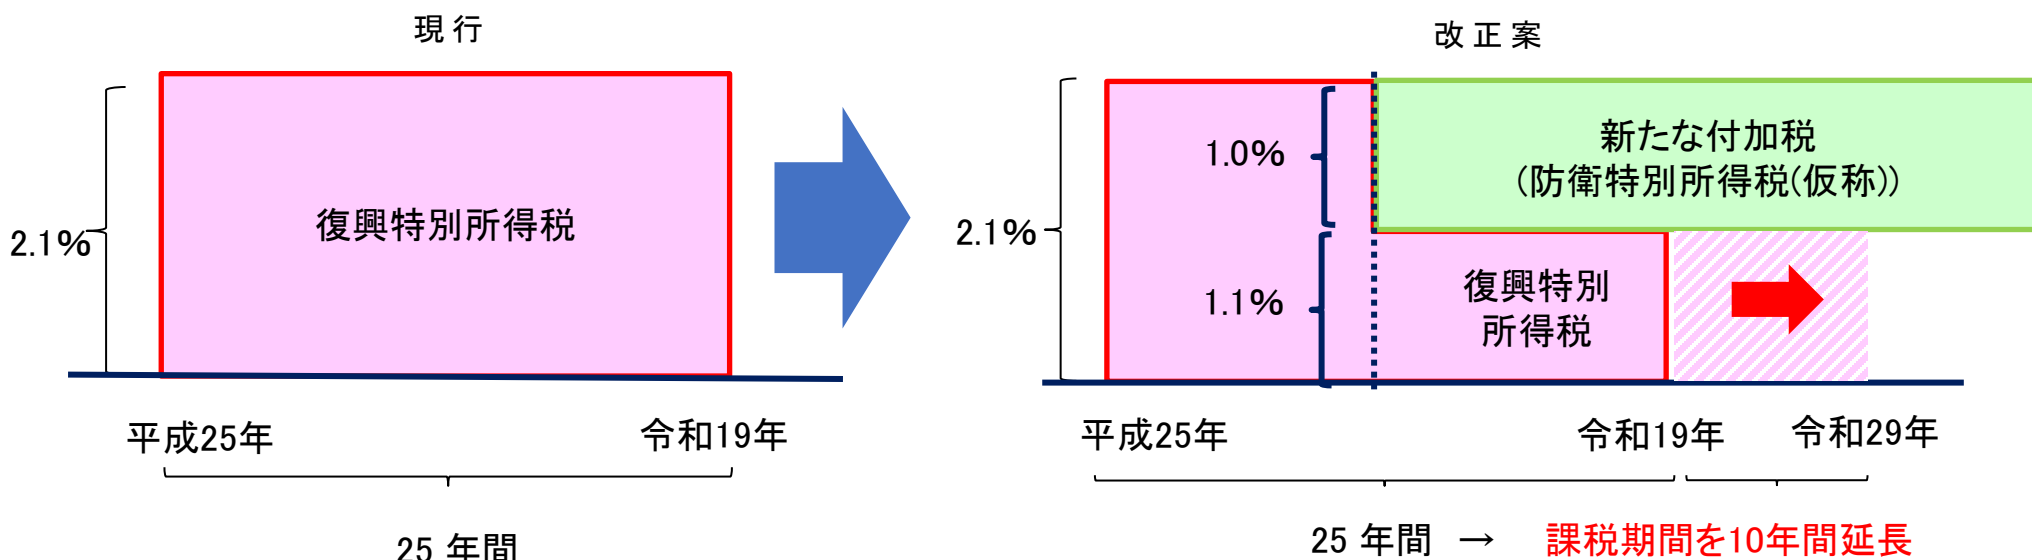 現行
2.1%
復興特別所得税
平成25年
令和19年
25 年間
改正案
2.1%
1.0%
1.1%
新たな付加税
(防衛特別所得税(仮称))
復興特別
所得税
平成25年
令和19年
令和29年
25 年間 → 課税期間を10年間延長